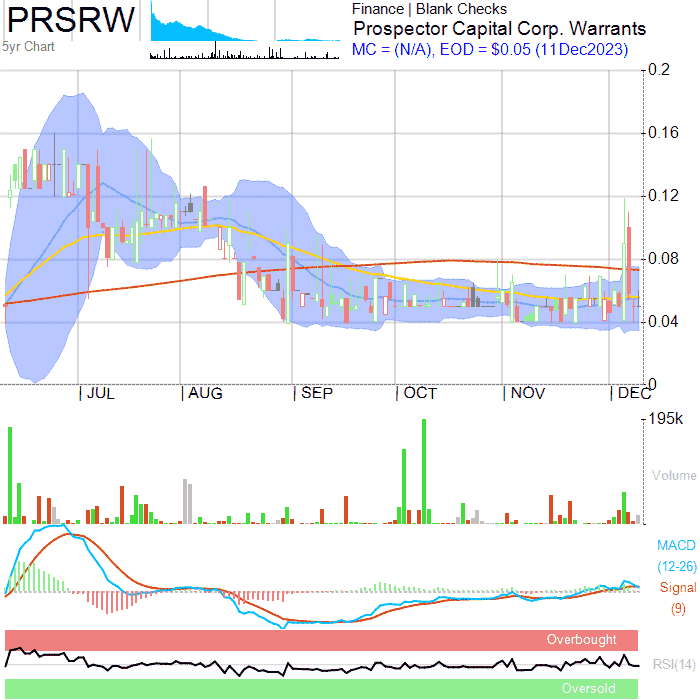 PRSRW
5yr Chart
Finance | Blank Checks
Prospector Capital Corp. Warrants
MC = (N/A), EOD = $0.05 (11Dec2023)
0.2
0.16
0.12
0.08
0.04
0
JUL AUG SEP OCT NOV DEC
195k
Volume
MACD
(12-26)
Signal
(9)
Overbought
RSI(14)
Oversold